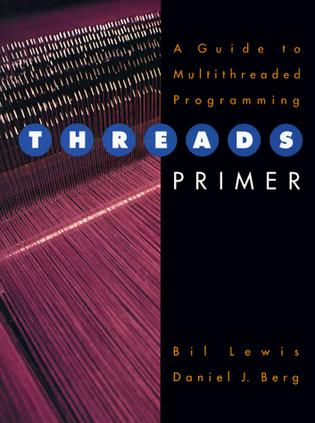 A Guide to
Multithreaded
Programming
THREADS
PRIMER
Bil Lewis
Daniel J. Berg